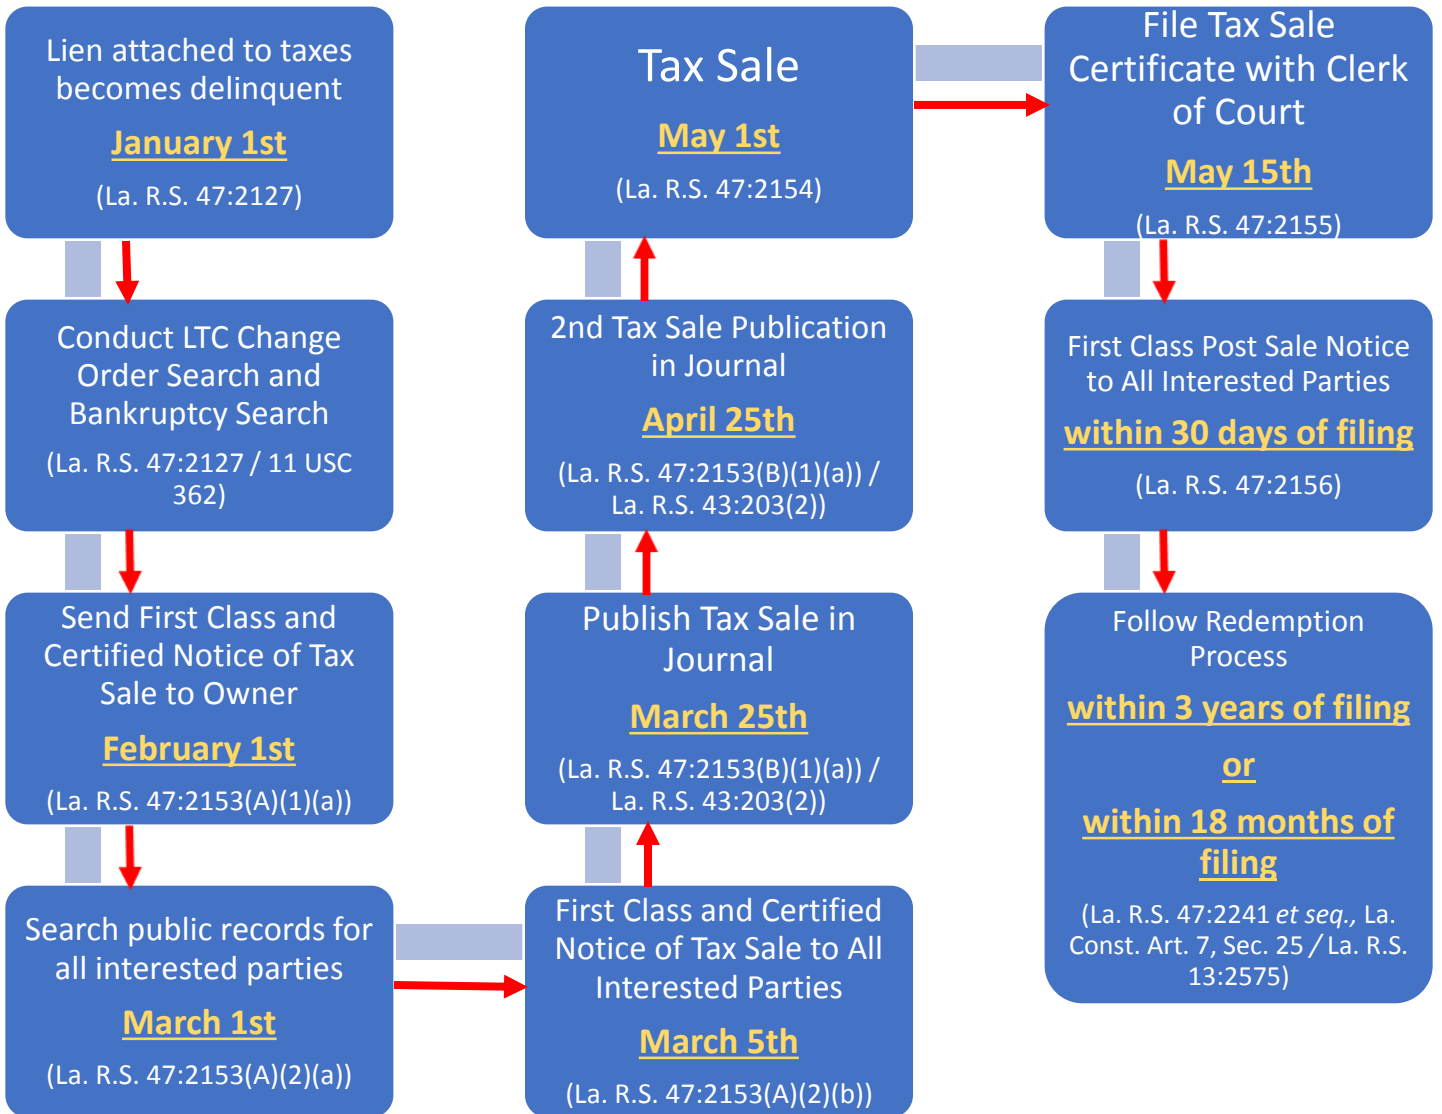 Lien attached to taxes
becomes delinquent
January 1st
(La. R.S. 47:2127)
Conduct LTC Change
Order Search and
Bankruptcy Search
(La. R.S. 47:2127 / 11 USC
362)
Send First Class and
Certified Notice of Tax
Sale to Owner
February 1st
(La. R.S. 47:2153(A)(1)(a))
Search public records for
all interested parties
March 1st
(La. R.S. 47:2153(A)(2)(a))
First Class and Certified
Notice of Tax Sale to All
Interested Parties
March 5th
(La. R.S. 47:2153(A)(2)(b))
Publish Tax Sale in
Journal
March 25th
(La. R.S. 47:2153(B)(1)(a)) /
La. R.S. 43:203(2))
2nd Tax Sale Publication
in Journal
April 25th
(La. R.S. 47:2153(B)(1)(a)) /
La. R.S. 43:203(2))
Tax Sale
May 1st
(La. R.S. 47:2154)
File Tax Sale
Certificate with Clerk
of Court
May 15th
(La. R.S. 47:2155)
First Class Post Sale Notice
to All Interested Parties
within 30 days of filing
(La. R.S. 47:2156)
Follow Redemption
Process
within 3 years of filing
or
within 18 months of
filing
(La. R.S. 47:2241 et seq., La.
Const. Art. 7, Sec. 25 / La. R.S.
13:2575)